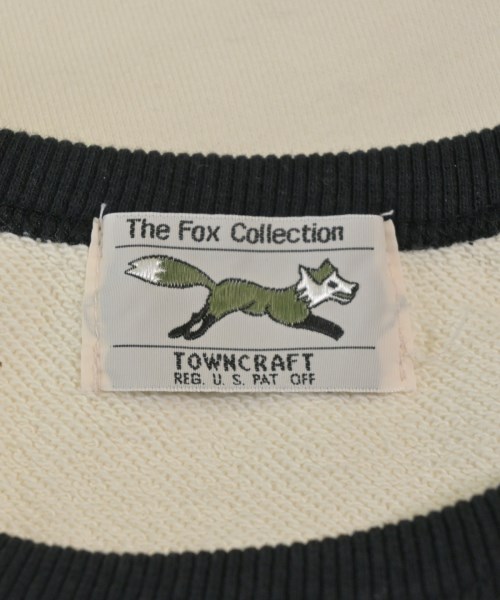 The Fox Collection
TOWNCRAFT
REG. U. S. PAT OFF